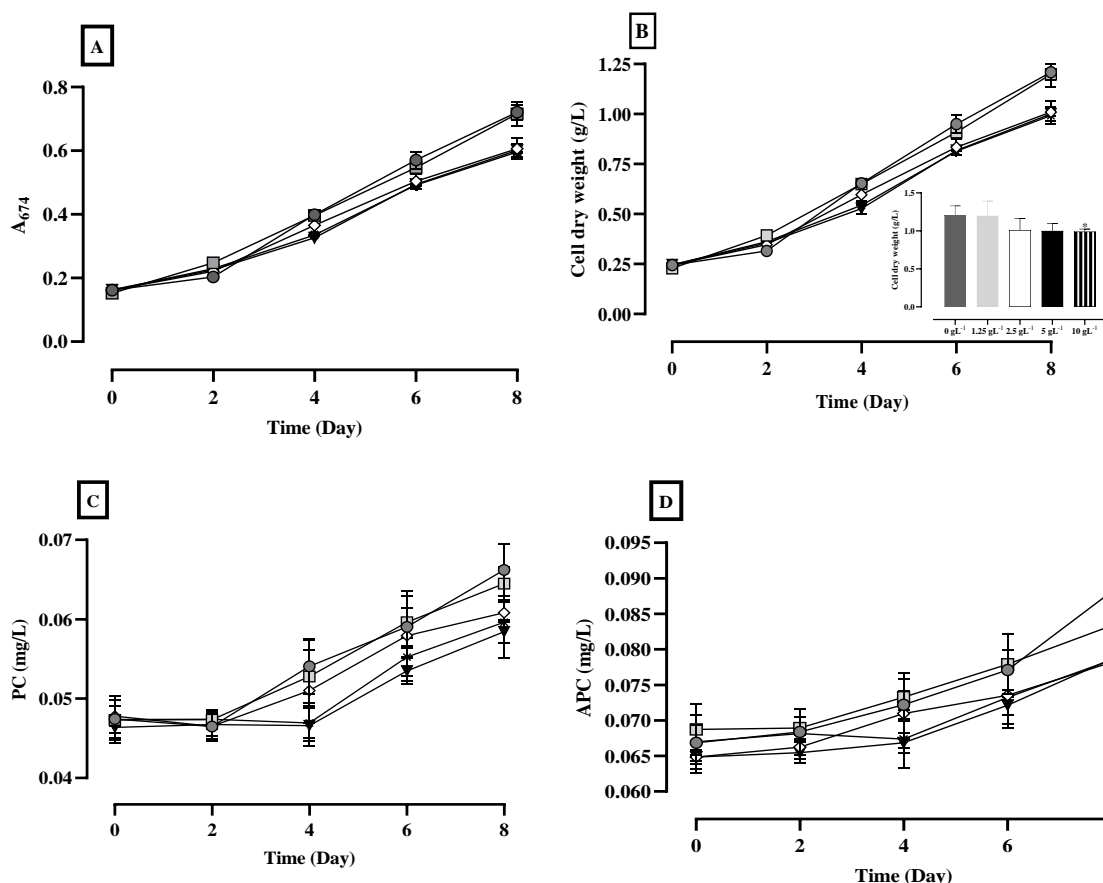 A
0.8
0.6
0.4
0.2
0.0
A₆₇₄
0 2 4 6 8
Time (Day)
B
1.25
1.00
0.75
0.50
0.25
0.00
Cell dry weight (g/L)
0 2 4 6 8
Time (Day)
1.5
1.0
0.5
0.0
Cell dry weight (g/L)
*
0 gL⁻¹ 1.25 gL⁻¹ 2.5 gL⁻¹ 5 gL⁻¹ 10 gL⁻¹
C
0.07
0.06
0.05
0.04
PC (mg/L)
0 2 4 6 8
Time (Day)
D
0.095
0.090
0.085
0.080
0.075
0.070
0.065
0.060
APC (mg/L)
0 2 4 6
Time (Day)